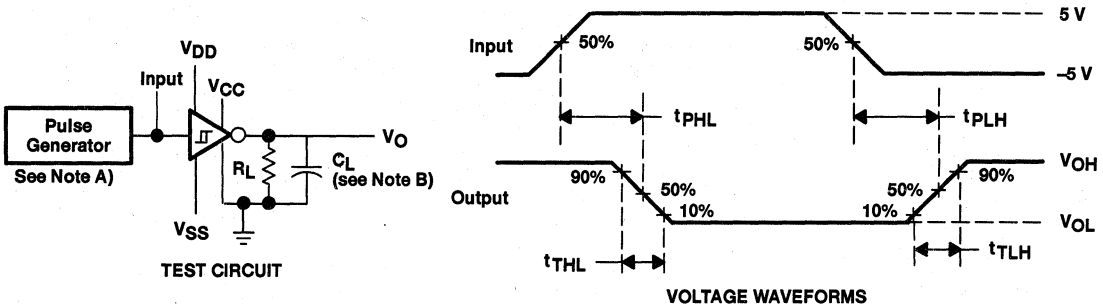 VDD
Input
VCC
Pulse
Generator
See Note A)
RL
CL
(see Note B)
VO
VSS
TEST CIRCUIT
Input
50%
50%
5 V
–5 V
tPHL
tPLH
Output
90%
50%
10%
50%
10%
90%
VOH
VOL
tTHL
tTLH
VOLTAGE WAVEFORMS